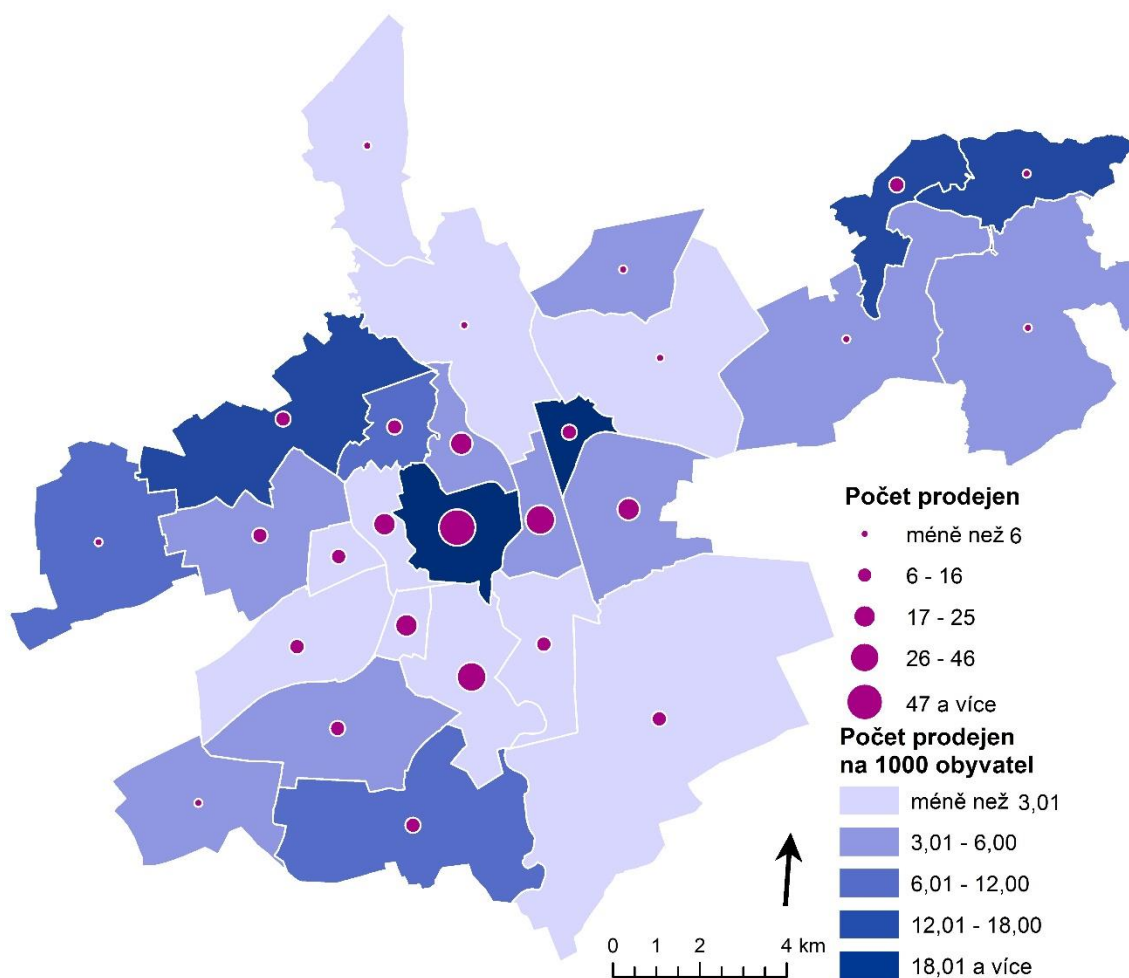 Počet prodejen
méně než 6
6 - 16
17 - 25
26 - 46
47 a více
Počet prodejen
na 1000 obyvatel
méně než 3,01
3,01 - 6,00
6,01 - 12,00
12,01 - 18,00
18,01 a více
0 1 2 4 km